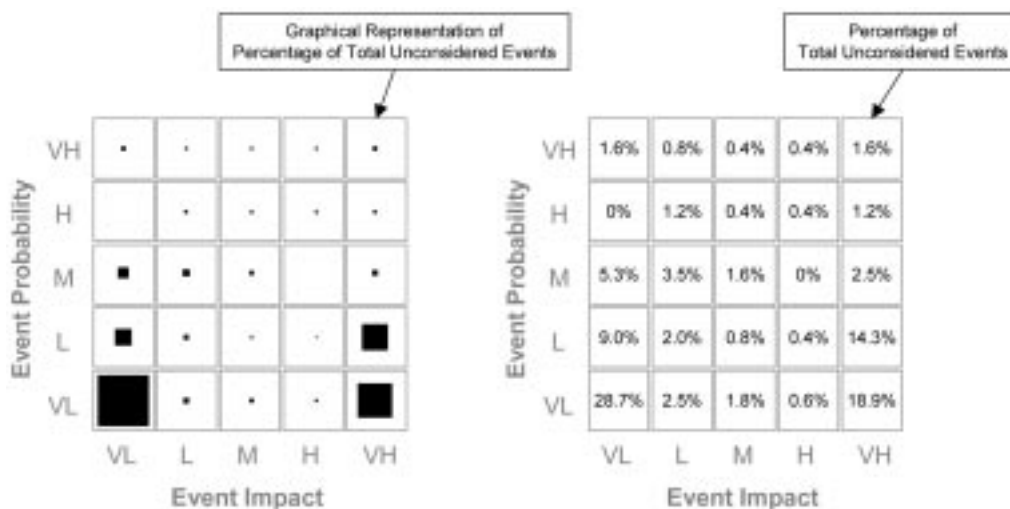 Graphical Representation of
Percentage of Total Unconsidered Events
Event Probability
VH
H
M
L
VL
VL L M H VH
Event Impact
Percentage of
Total Unconsidered Events
Event Probability
VH 1.6% 0.8% 0.4% 0.4% 1.6%
H 0% 1.2% 0.4% 0.4% 1.2%
M 5.3% 3.5% 1.6% 0% 2.5%
L 9.0% 2.0% 0.8% 0.4% 14.3%
VL 28.7% 2.5% 1.8% 0.6% 18.9%
VL L M H VH
Event Impact